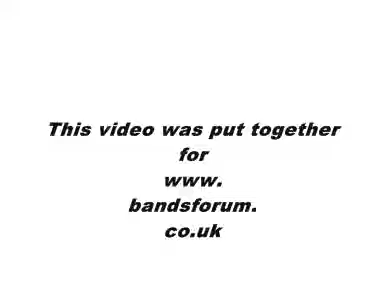 This video was put together
for
www.
bandsforum.
co.uk